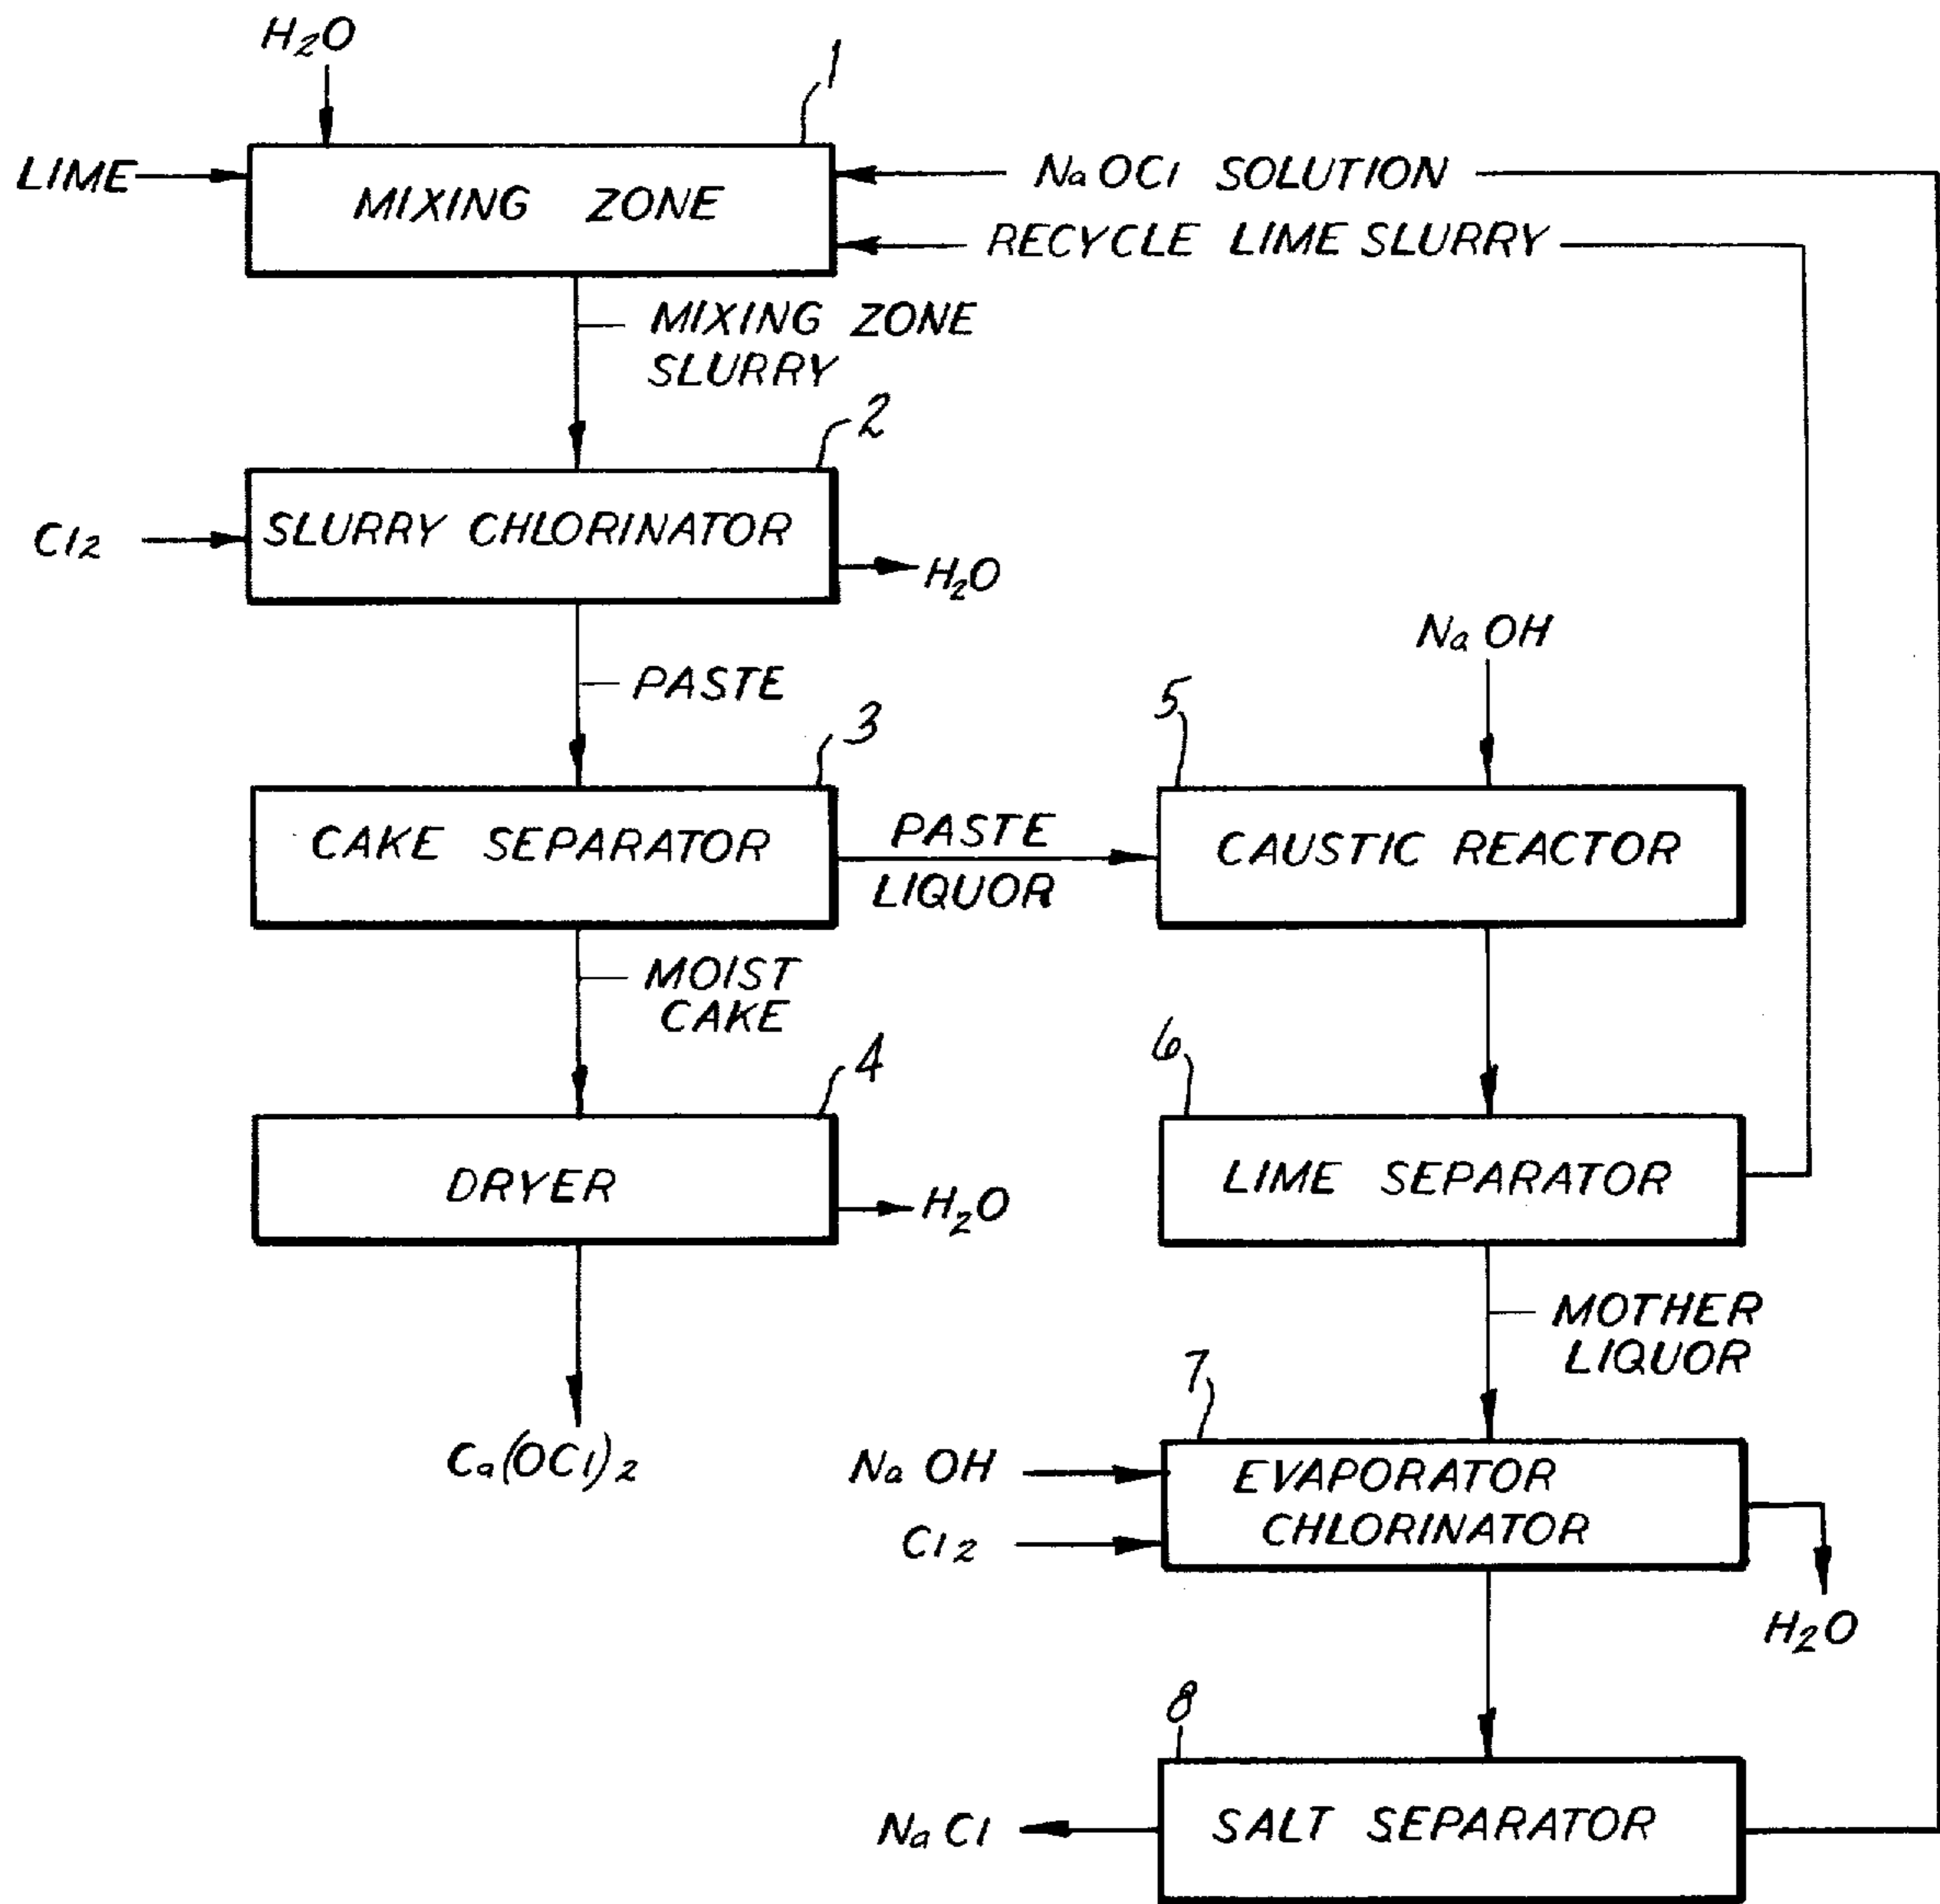 H2O
1
LIME
MIXING ZONE
NaOCl SOLUTION
RECYCLE LIME SLURRY
MIXING ZONE
SLURRY
2
Cl2
SLURRY CHLORINATOR
H2O
PASTE
NaOH
3
5
CAKE SEPARATOR
PASTE
LIQUOR
CAUSTIC REACTOR
MOIST
CAKE
4
6
DRYER
H2O
LIME SEPARATOR
MOTHER
LIQUOR
7
Ca(OCl)2
NaOH
Cl2
EVAPORATOR
CHLORINATOR
H2O
8
NaCl
SALT SEPARATOR